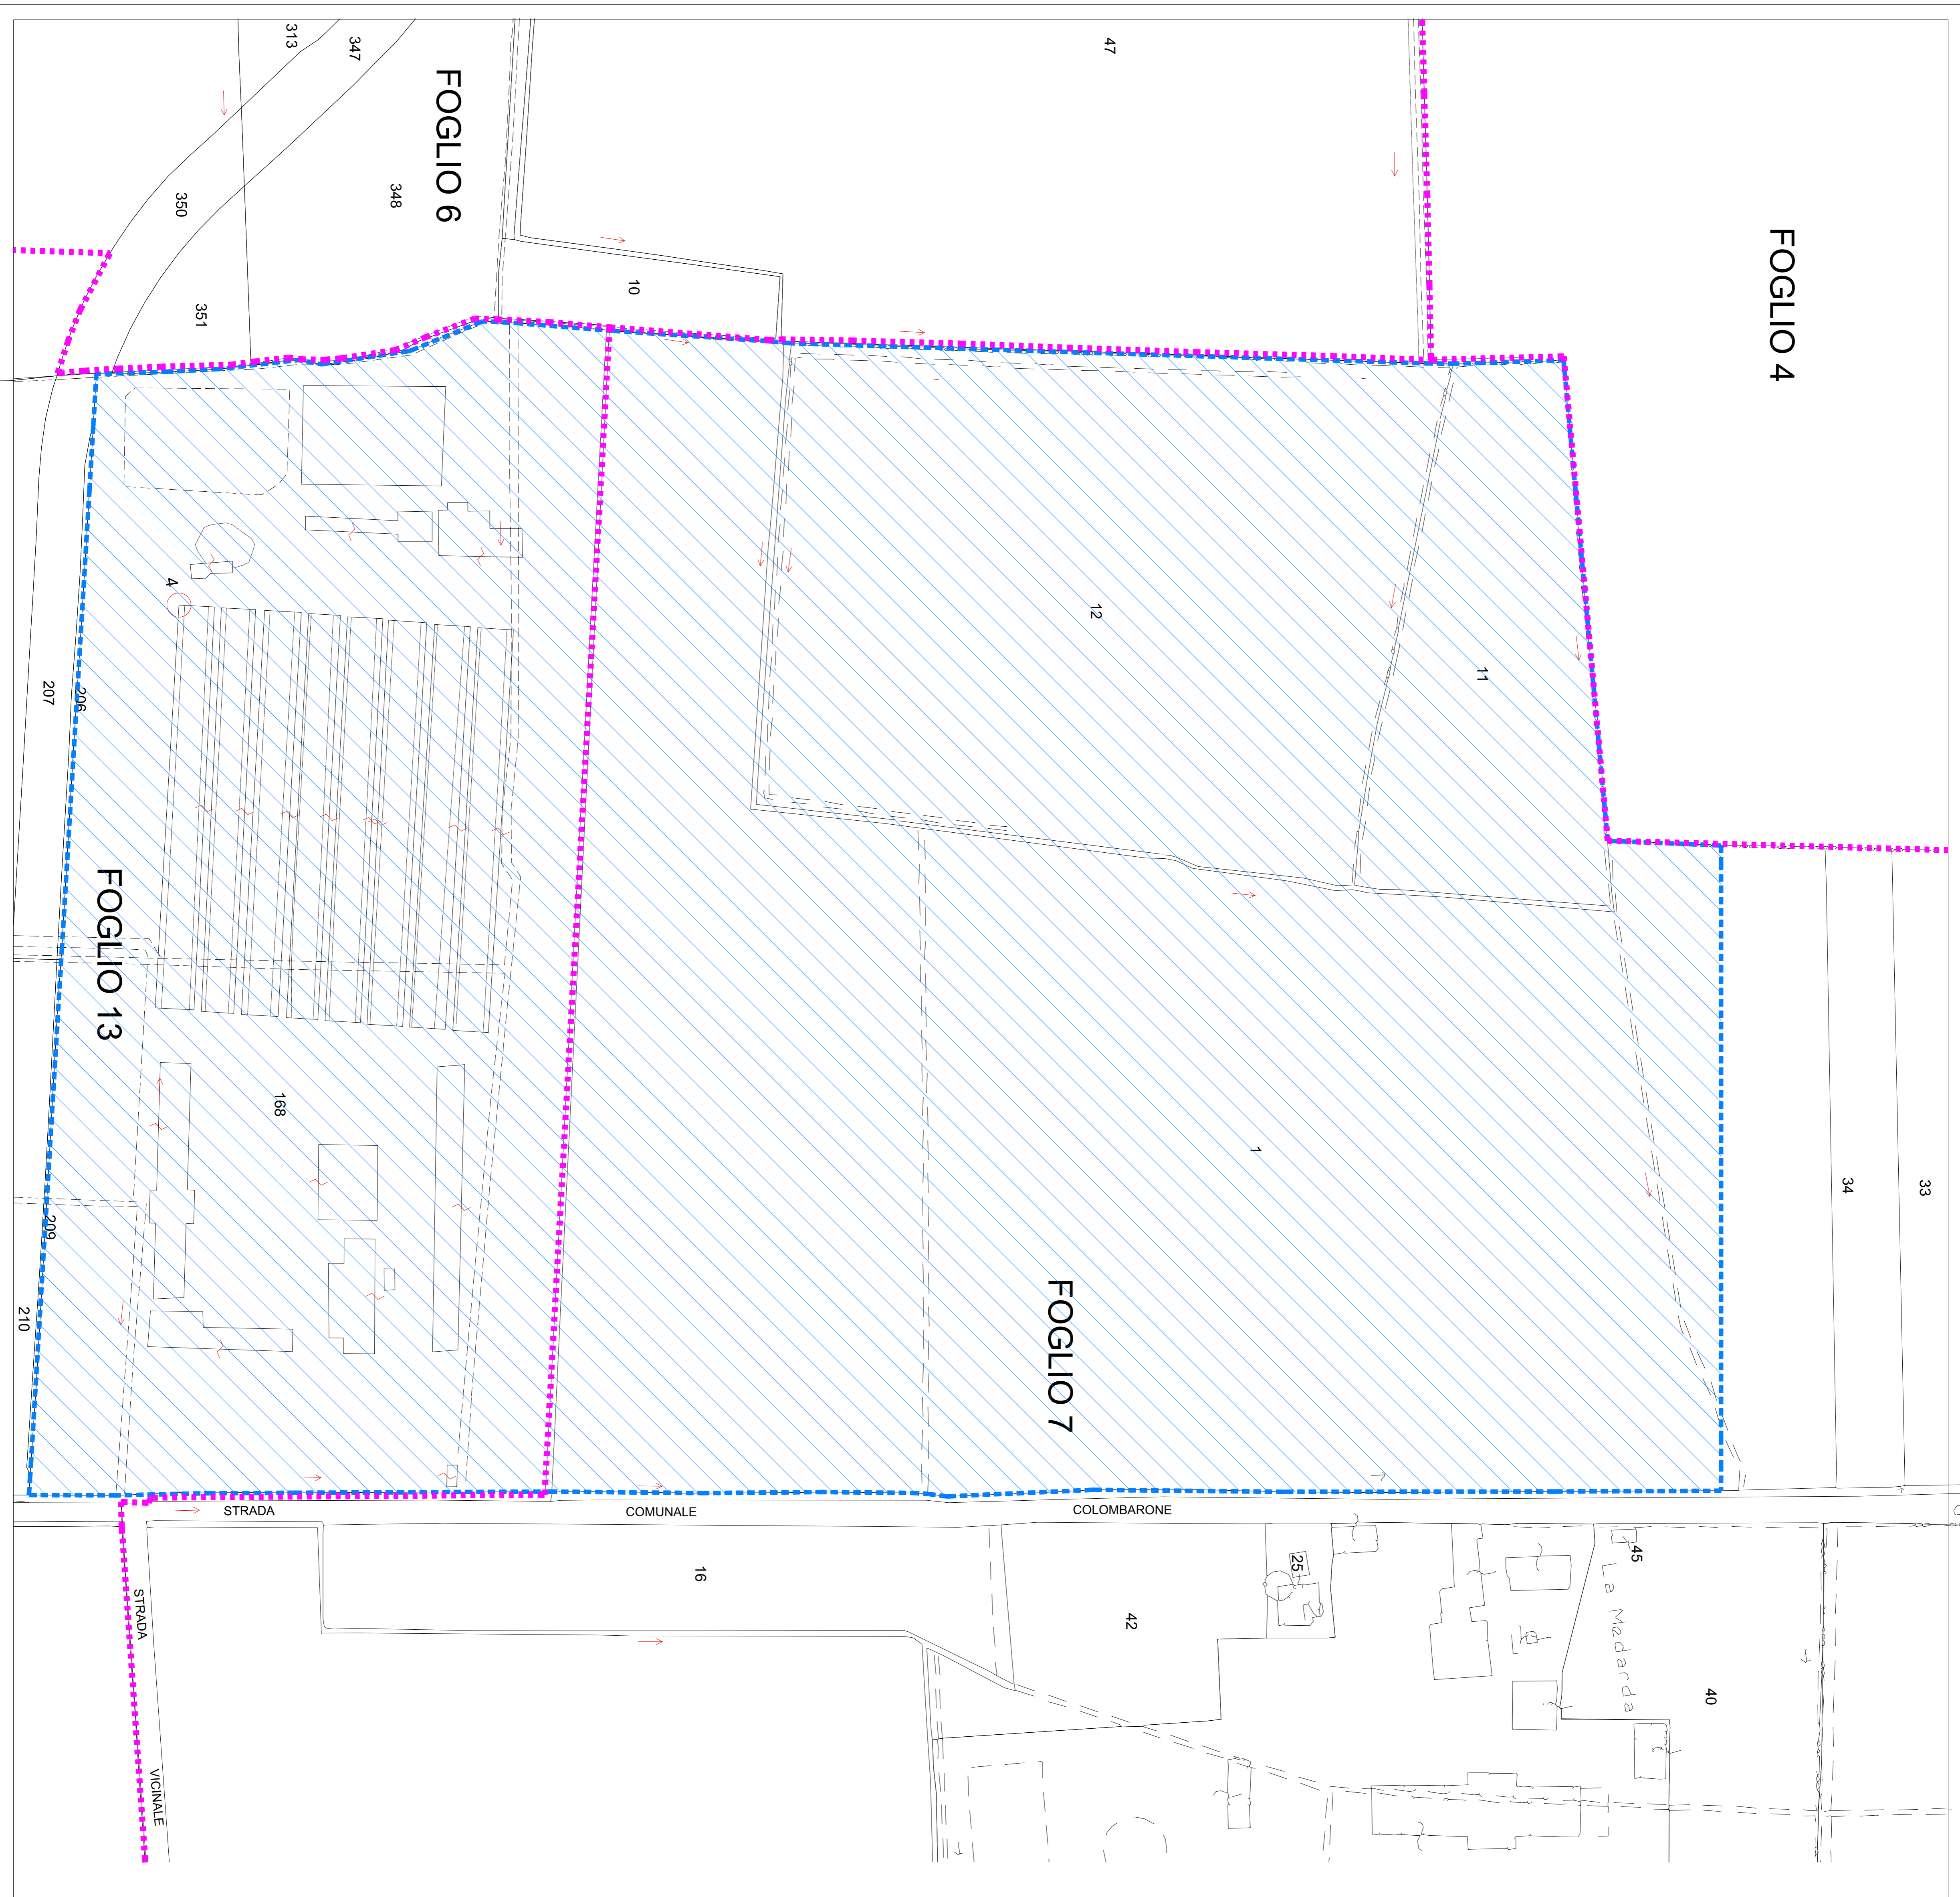 313
347
FOGLIO 6
47
350
348
351
10
FOGLIO 4
4
12
11
207
206
FOGLIO 13
168
1
34
33
209
210
FOGLIO 7
STRADA
COMUNALE
COLOMBARONE
16
42
25
45
La Medarda
40
STRADA
VICINALE